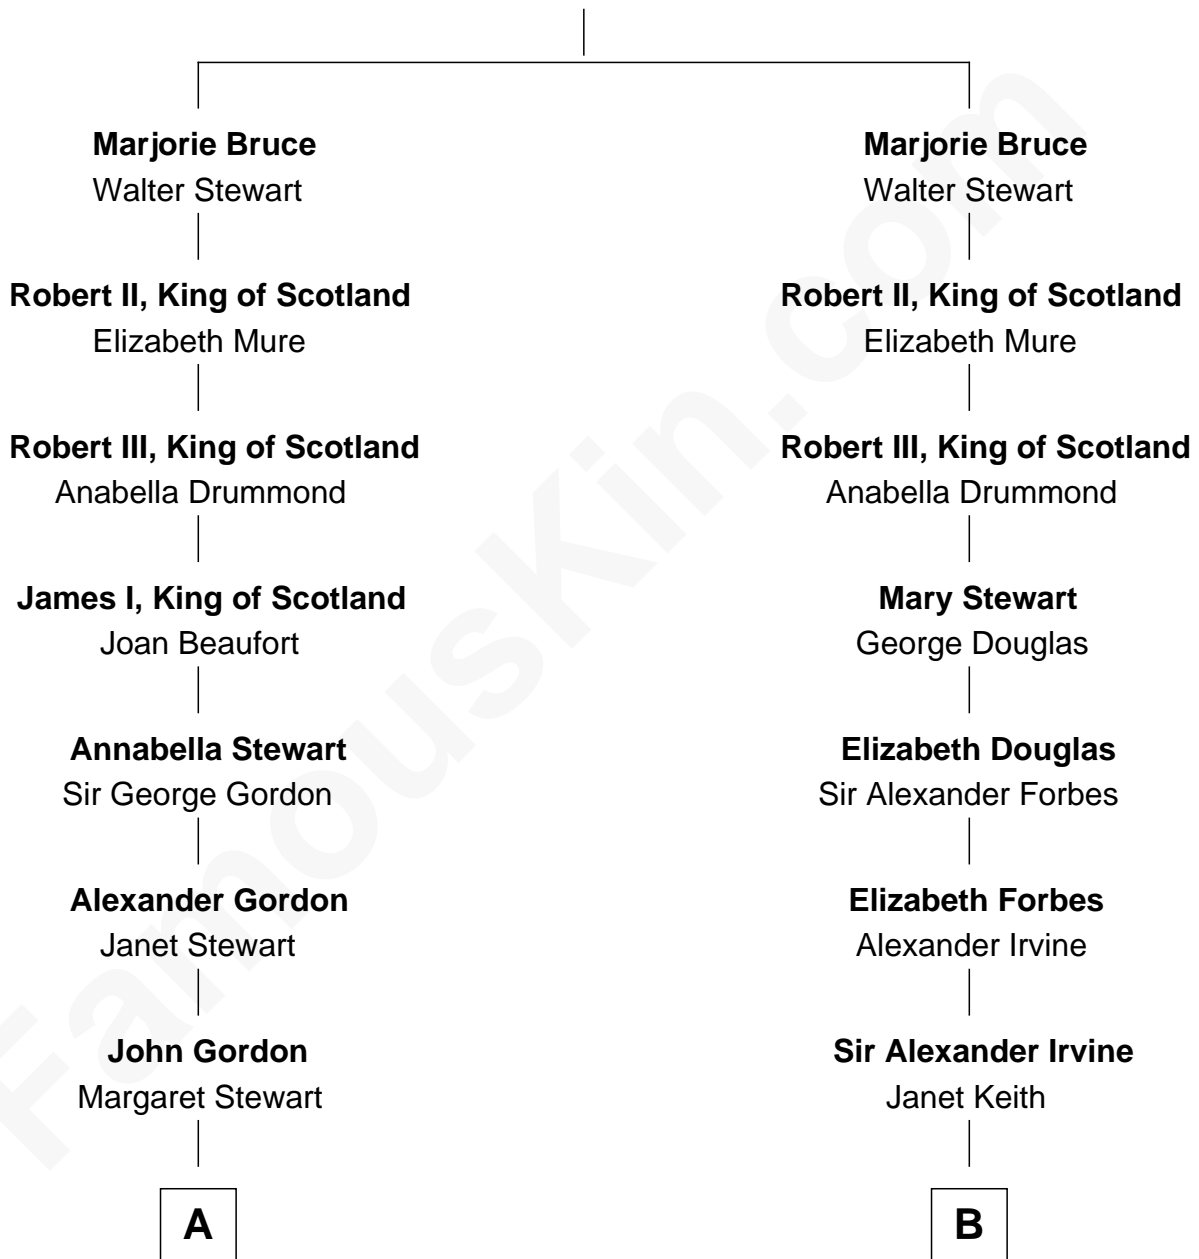 Marjorie Bruce
Walter Stewart
Robert II, King of Scotland
Elizabeth Mure
Robert III, King of Scotland
Anabella Drummond
James I, King of Scotland
Joan Beaufort
Annabella Stewart
Sir George Gordon
Alexander Gordon
Janet Stewart
John Gordon
Margaret Stewart
A
Marjorie Bruce
Walter Stewart
Robert II, King of Scotland
Elizabeth Mure
Robert III, King of Scotland
Anabella Drummond
Mary Stewart
George Douglas
Elizabeth Douglas
Sir Alexander Forbes
Elizabeth Forbes
Alexander Irvine
Sir Alexander Irvine
Janet Keith
B
FamousKin.com